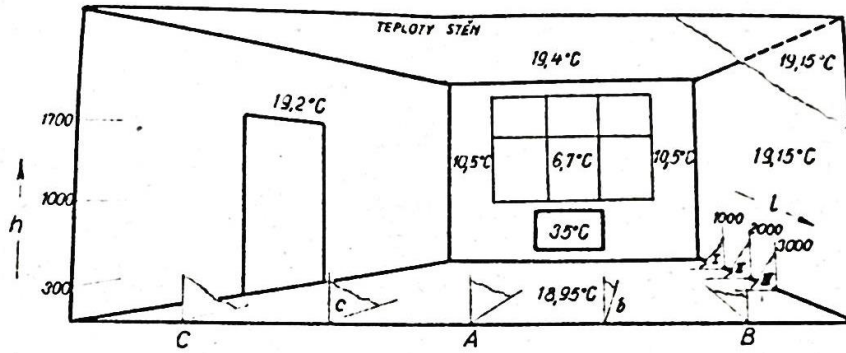 TEPLOTY STĚN
19,4°C
19,15°C
19,2°C
1700
10,5°C
6,7°C
10,5°C
19,15°C
h
1000
l
35°C
1000
2000
3000
I
II
III
300
c
18,95°C
b
C
A
B